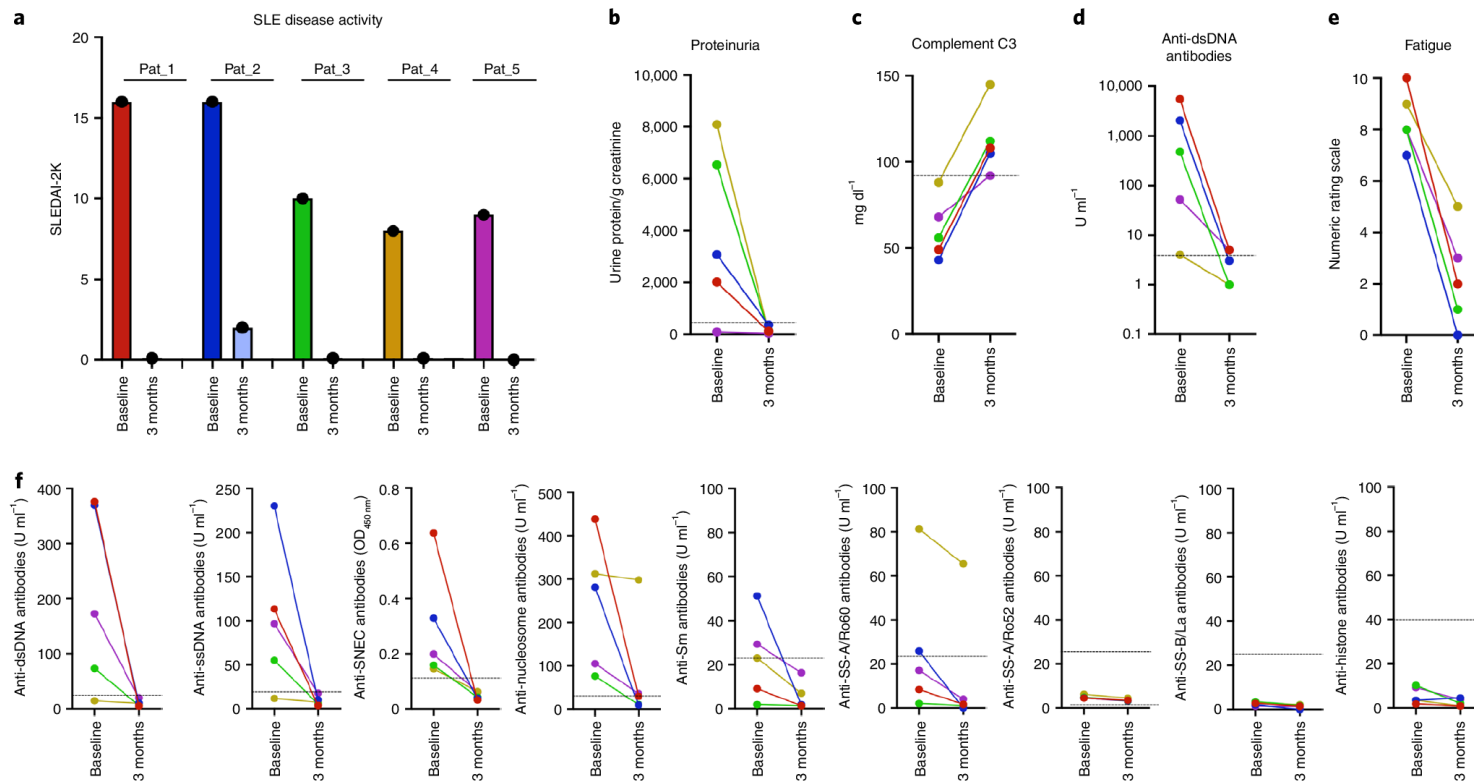 a
SLE disease activity
SLEDAI-2K
20
15
10
5
0
Pat_1
Pat_2
Pat_3
Pat_4
Pat_5
Baseline
3 months
Baseline
3 months
Baseline
3 months
Baseline
3 months
Baseline
3 months
b
Proteinuria
Urine protein/g creatinine
10,000
8,000
6,000
4,000
2,000
0
Baseline
3 months
c
Complement C3
mg dl⁻¹
150
100
50
0
Baseline
3 months
d
Anti-dsDNA
antibodies
U ml⁻¹
10,000
1,000
100
10
1
0.1
Baseline
3 months
e
Fatigue
Numeric rating scale
10
8
6
4
2
0
Baseline
3 months
f
Anti-dsDNA antibodies (U ml⁻¹)
400
300
200
100
0
Baseline
3 months
Anti-ssDNA antibodies (U ml⁻¹)
250
200
150
100
50
0
Baseline
3 months
Anti-SNEC antibodies (OD450 nm)
0.8
0.6
0.4
0.2
0
Baseline
3 months
Anti-nucleosome antibodies (U ml⁻¹)
500
400
300
200
100
0
Baseline
3 months
Anti-Sm antibodies (U ml⁻¹)
100
80
60
40
20
0
Baseline
3 months
Anti-SS-A/Ro60 antibodies (U ml⁻¹)
100
80
60
40
20
0
Baseline
3 months
Anti-SS-A/Ro52 antibodies (U ml⁻¹)
100
80
60
40
20
0
Baseline
3 months
Anti-SS-B/La antibodies (U ml⁻¹)
100
80
60
40
20
0
Baseline
3 months
Anti-histone antibodies (U ml⁻¹)
100
80
60
40
20
0
Baseline
3 months